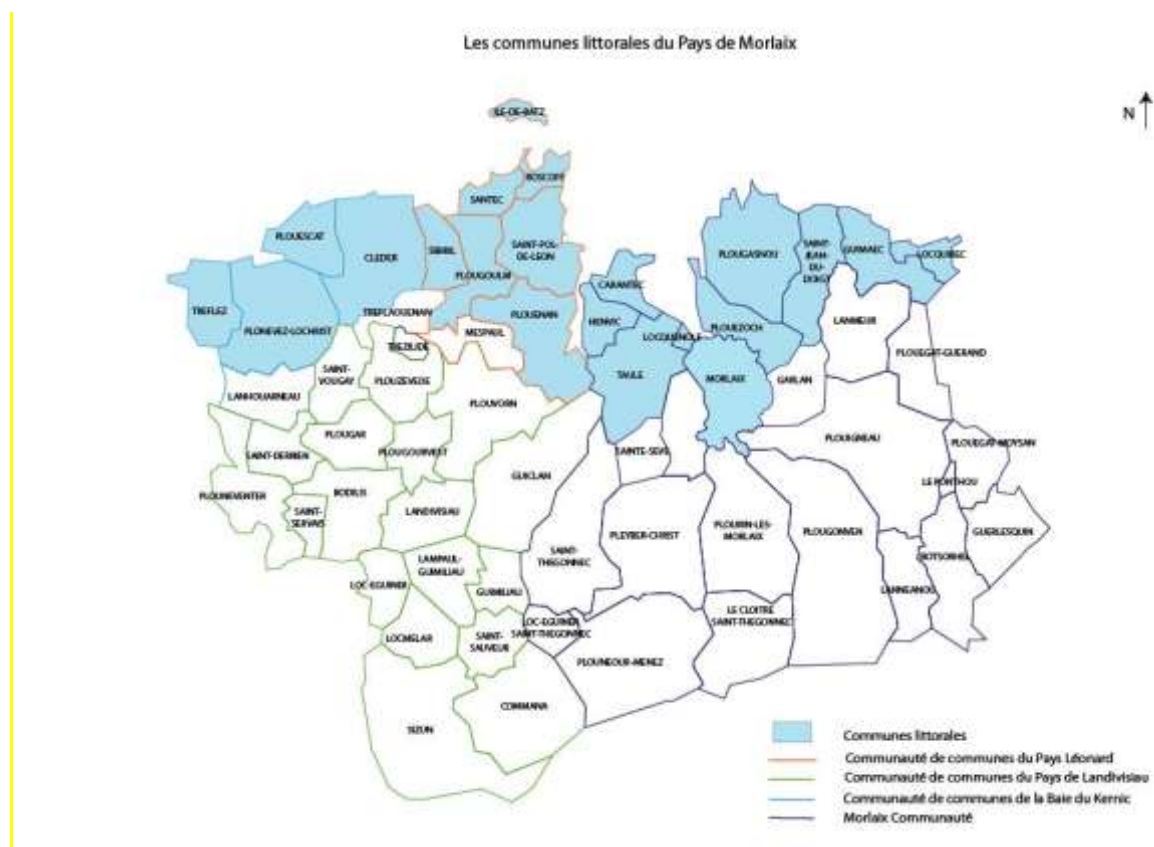 Les communes littorales du Pays de Morlaix
N
ILE-DE-BATZ
ROSCOFF
SANTEC
PLOUESCAT
CLEDER
SIBIRIL
PLOUGOULM
SAINT-POL-
DE-LEON
PLOUGASNOU
SAINT-
JEAN-
DU-
DOIGT
GUIMAEC
LOCQUIREC
TREFLEZ
PLONEVEZ-LOCHRIST
TREFLAOUENAN
PLOUENAN
CARANTEC
HENVIC
LOCQUENOLE
PLOUEZOCH
LANMEUR
PLOUEGAT-GUERAND
MESPAUL
TREZILIDE
SAINT-
VOUGAY
PLOUZEVEDE
TAULE
MORLAIX
GARLAN
LANHOUARNEAU
PLOUVORN
PLOUGAR
SAINT-DERRIEN
PLOUGOURVEST
SAINTE-SEVE
PLOUIGNEAU
PLOUEGAT-MOYSAN
GUICLAN
PLOUNEVENTER
BODILIS
SAINT-
SERVAIS
LANDIVISIAU
LE PONTHOU
GUERLESQUIN
PLEYBER-CHRIST
PLOURIN-LES-
MORLAIX
PLOUGONVEN
SAINT-
THEGONNEC
BOTSORHEL
LAMPAUL-
GUIMILIAU
LOC-EGUINER
GUIMILIAU
LANNEANOU
LE CLOITRE
SAINT-THEGONNEC
LOC-EGUINER
SAINT-THEGONNEC
LOCMELAR
SAINT-
SAUVEUR
PLOUNEOUR-MENEZ
COMMANA
SIZUN
Communes littorales
Communauté de communes du Pays Léonard
Communauté de communes du Pays de Landivisiau
Communauté de communes de la Baie du Kernic
Morlaix Communauté